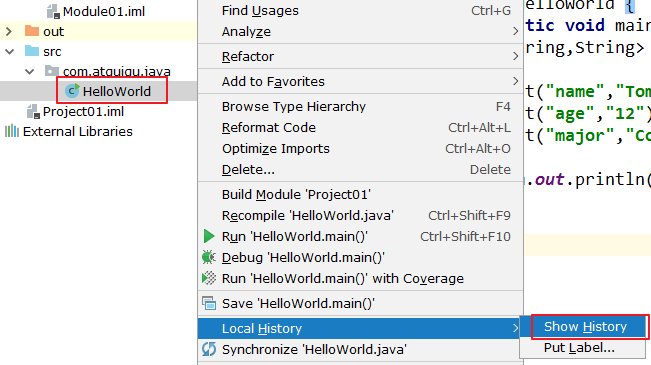 Module01.iml
out
src
com.atguigu.java
HelloWorld
Project01.iml
External Libraries
Find Usages Ctrl+G
Analyze
Refactor
Add to Favorites
Browse Type Hierarchy F4
Reformat Code Ctrl+Alt+L
Optimize Imports Ctrl+Alt+O
Delete... Delete
Build Module 'Project01'
Recompile 'HelloWorld.java' Ctrl+Shift+F9
Run 'HelloWorld.main()' Ctrl+Shift+F10
Debug 'HelloWorld.main()'
Run 'HelloWorld.main()' with Coverage
Save 'HelloWorld.main()'
Local History
Synchronize 'HelloWorld.java'
Show History
Put Label...
elloWorld {
tic void main
ring,String>
t("name","Tom
t("age","12")
t("major","Co
.out.println(